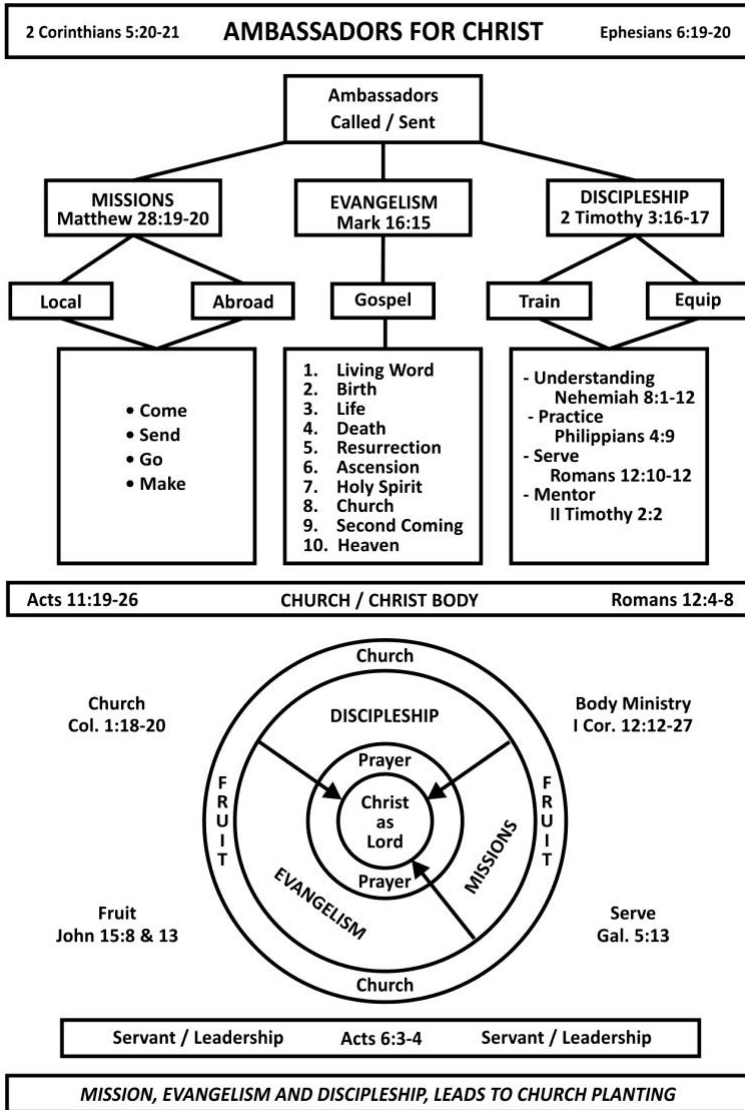 2 Corinthians 5:20-21 AMBASSADORS FOR CHRIST Ephesians 6:19-20
Ambassadors
Called / Sent
MISSIONS
Matthew 28:19-20
EVANGELISM
Mark 16:15
DISCIPLESHIP
2 Timothy 3:16-17
Local
Abroad
Gospel
Train
Equip
• Come
• Send
• Go
• Make
1. Living Word
2. Birth
3. Life
4. Death
5. Resurrection
6. Ascension
7. Holy Spirit
8. Church
9. Second Coming
10. Heaven
- Understanding
Nehemiah 8:1-12
- Practice
Philippians 4:9
- Serve
Romans 12:10-12
- Mentor
II Timothy 2:2
Acts 11:19-26 CHURCH / CHRIST BODY Romans 12:4-8
Church
Col. 1:18-20
Body Ministry
I Cor. 12:12-27
Church
DISCIPLESHIP
Prayer
FRUIT
Christ
as
Lord
FRUIT
MISSIONS
Prayer
EVANGELISM
Church
Fruit
John 15:8 & 13
Serve
Gal. 5:13
Servant / Leadership Acts 6:3-4 Servant / Leadership
MISSION, EVANGELISM AND DISCIPLESHIP, LEADS TO CHURCH PLANTING